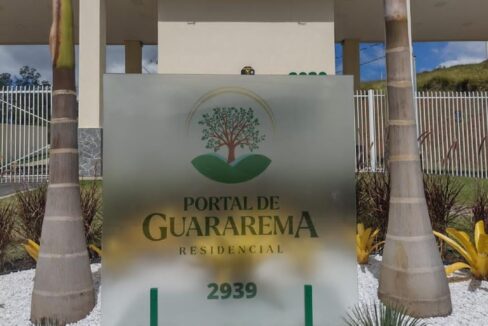 PORTAL DE
GUARAREMA
RESIDENCIAL
2939